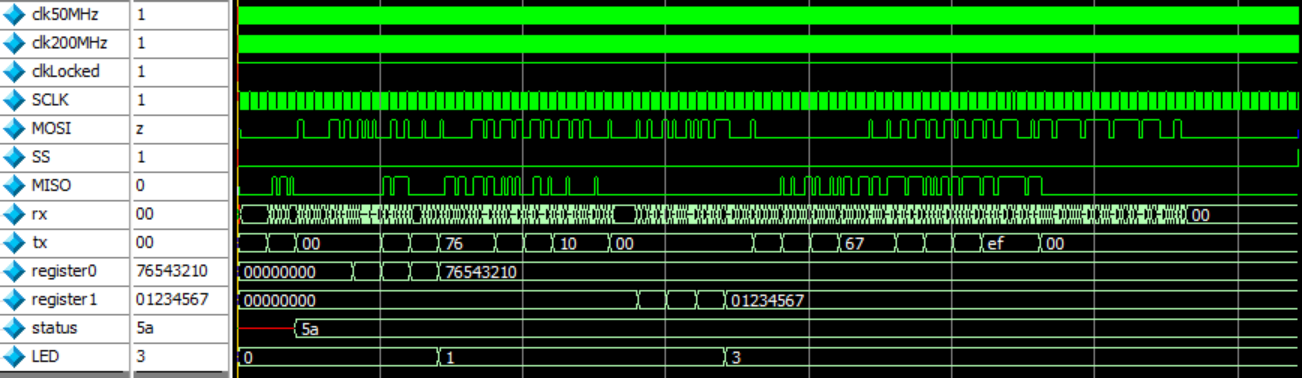 clk50MHz 1
clk200MHz 1
clkLocked 1
SCLK 1
MOSI z
SS 1
MISO 0
rx 00 00
tx 00 00 76 10 00 67 ef 00
register0 76543210 00000000 76543210
register1 01234567 00000000 01234567
status 5a 5a
LED 3 0 1 3